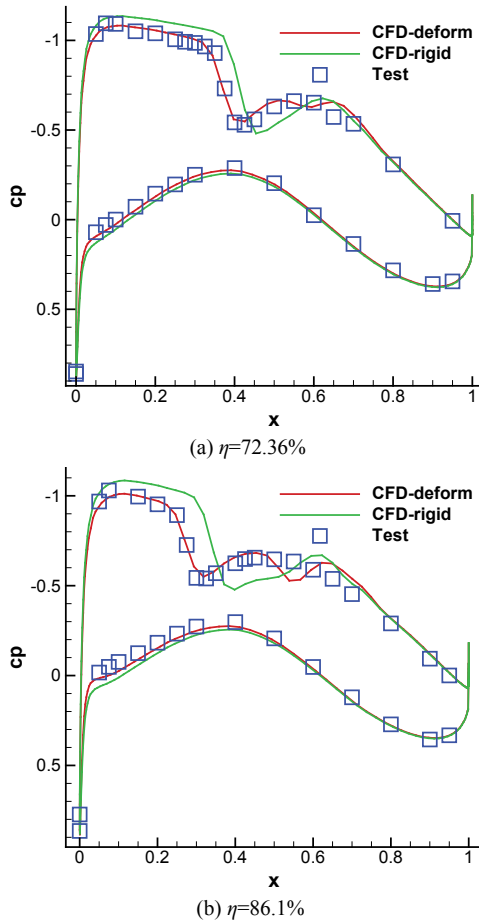 CFD-deform
CFD-rigid
Test
-1
-0.5
0
0.5
cp
0 0.2 0.4 0.6 0.8 1
x
(a) η=72.36%
CFD-deform
CFD-rigid
Test
-1
-0.5
0
0.5
cp
0 0.2 0.4 0.6 0.8 1
x
(b) η=86.1%